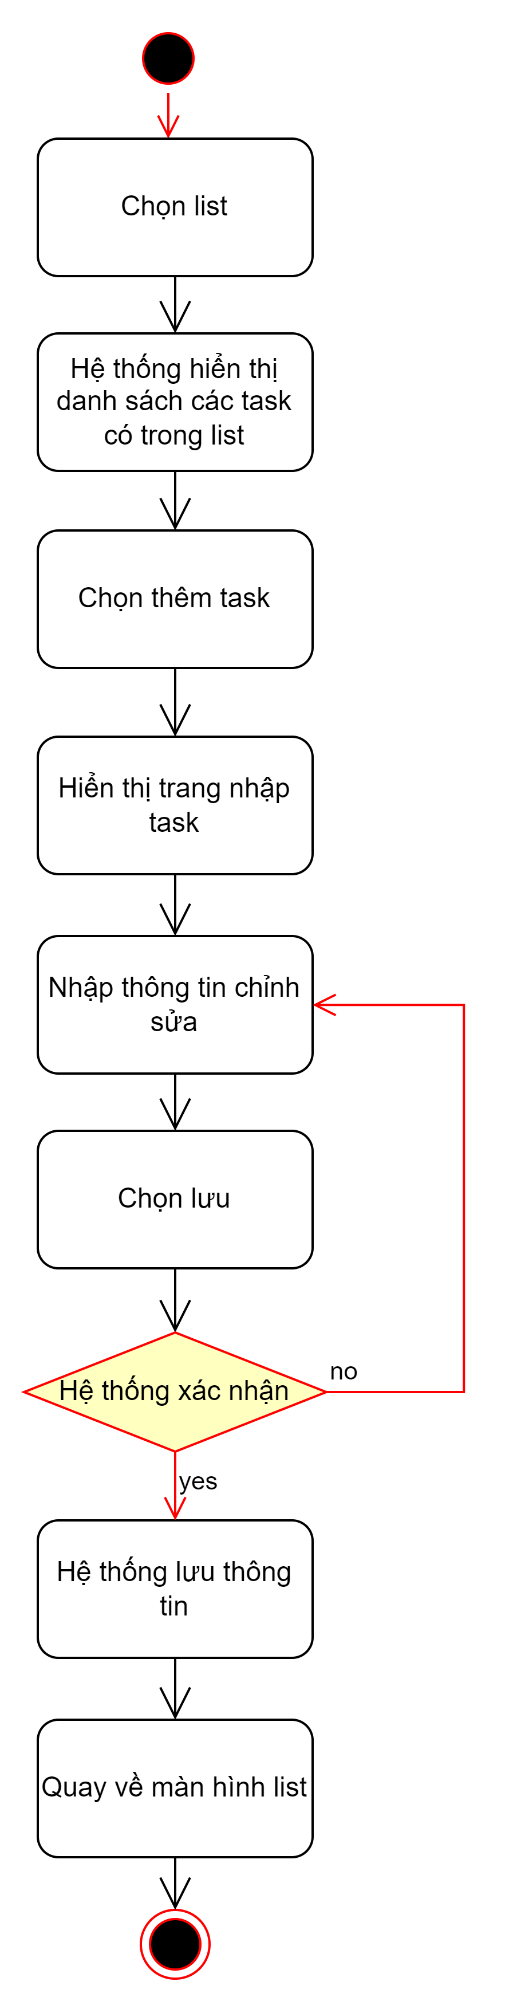 Chọn list
Hệ thống hiển thị
danh sách các task
có trong list
Chọn thêm task
Hiển thị trang nhập
task
Nhập thông tin chỉnh
sửa
Chọn lưu
Hệ thống xác nhận
no
yes
Hệ thống lưu thông
tin
Quay về màn hình list